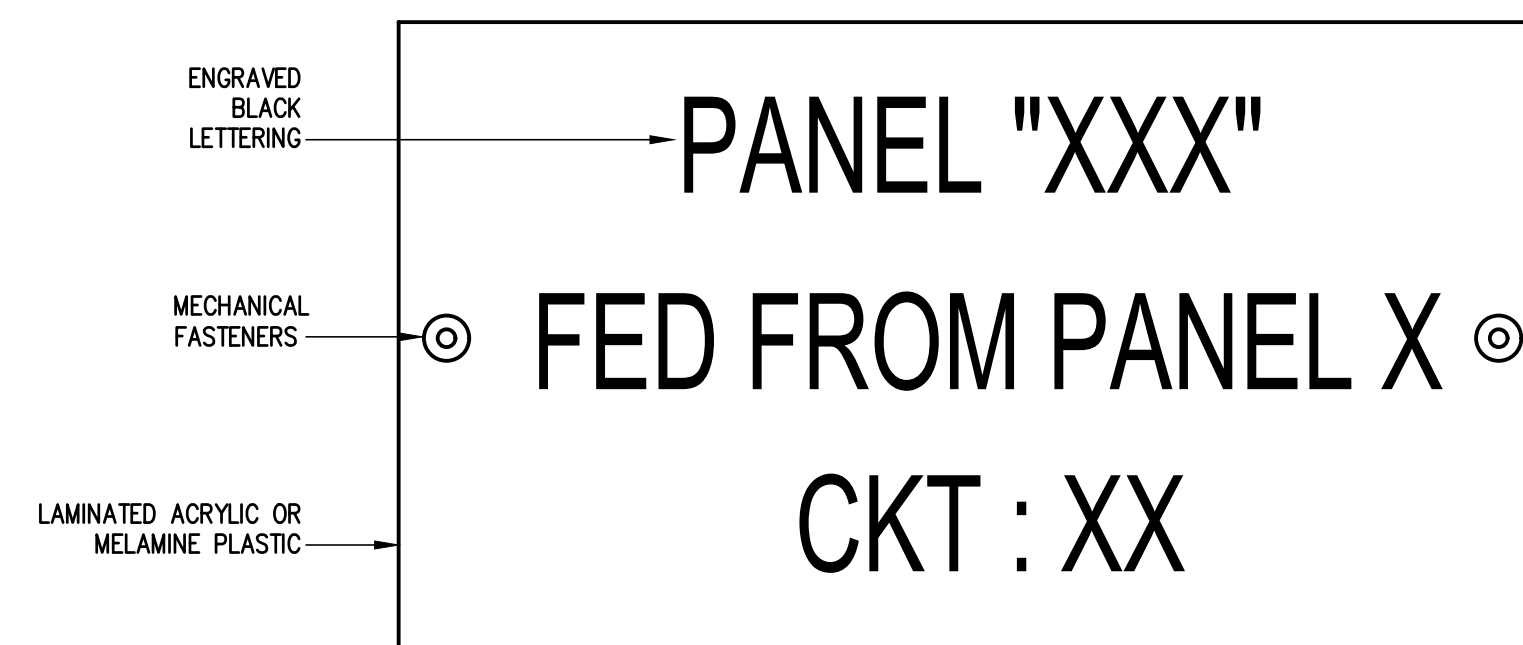 ENGRAVED
BLACK
LETTERING
PANEL "XXX"
MECHANICAL
FASTENERS
FED FROM PANEL X
LAMINATED ACRYLIC OR
MELAMINE PLASTIC
CKT : XX